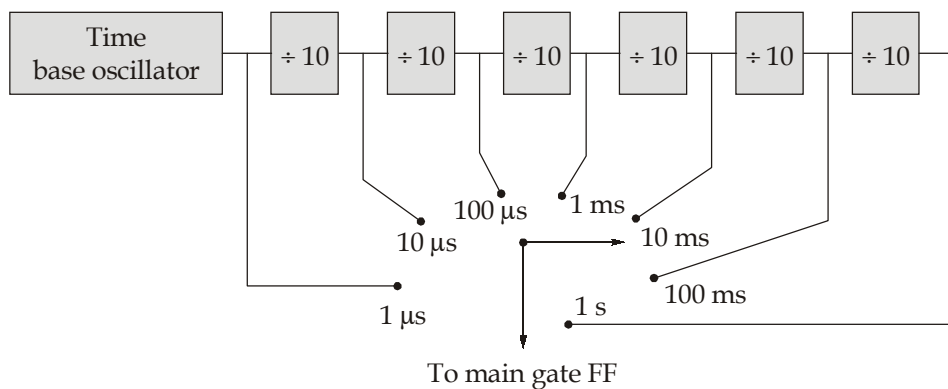 Time
base oscillator
÷ 10
÷ 10
÷ 10
÷ 10
÷ 10
÷ 10
100 μs
1 ms
10 μs
10 ms
1 μs
100 ms
1 s
To main gate FF